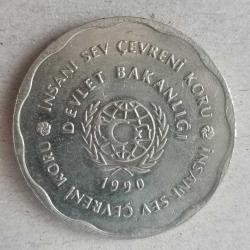 İNSANI SEV ÇEVRENİ KORU
İNSANI SEV ÇEVRENİ KORU
DEVLET BAKANLIĞI
1990